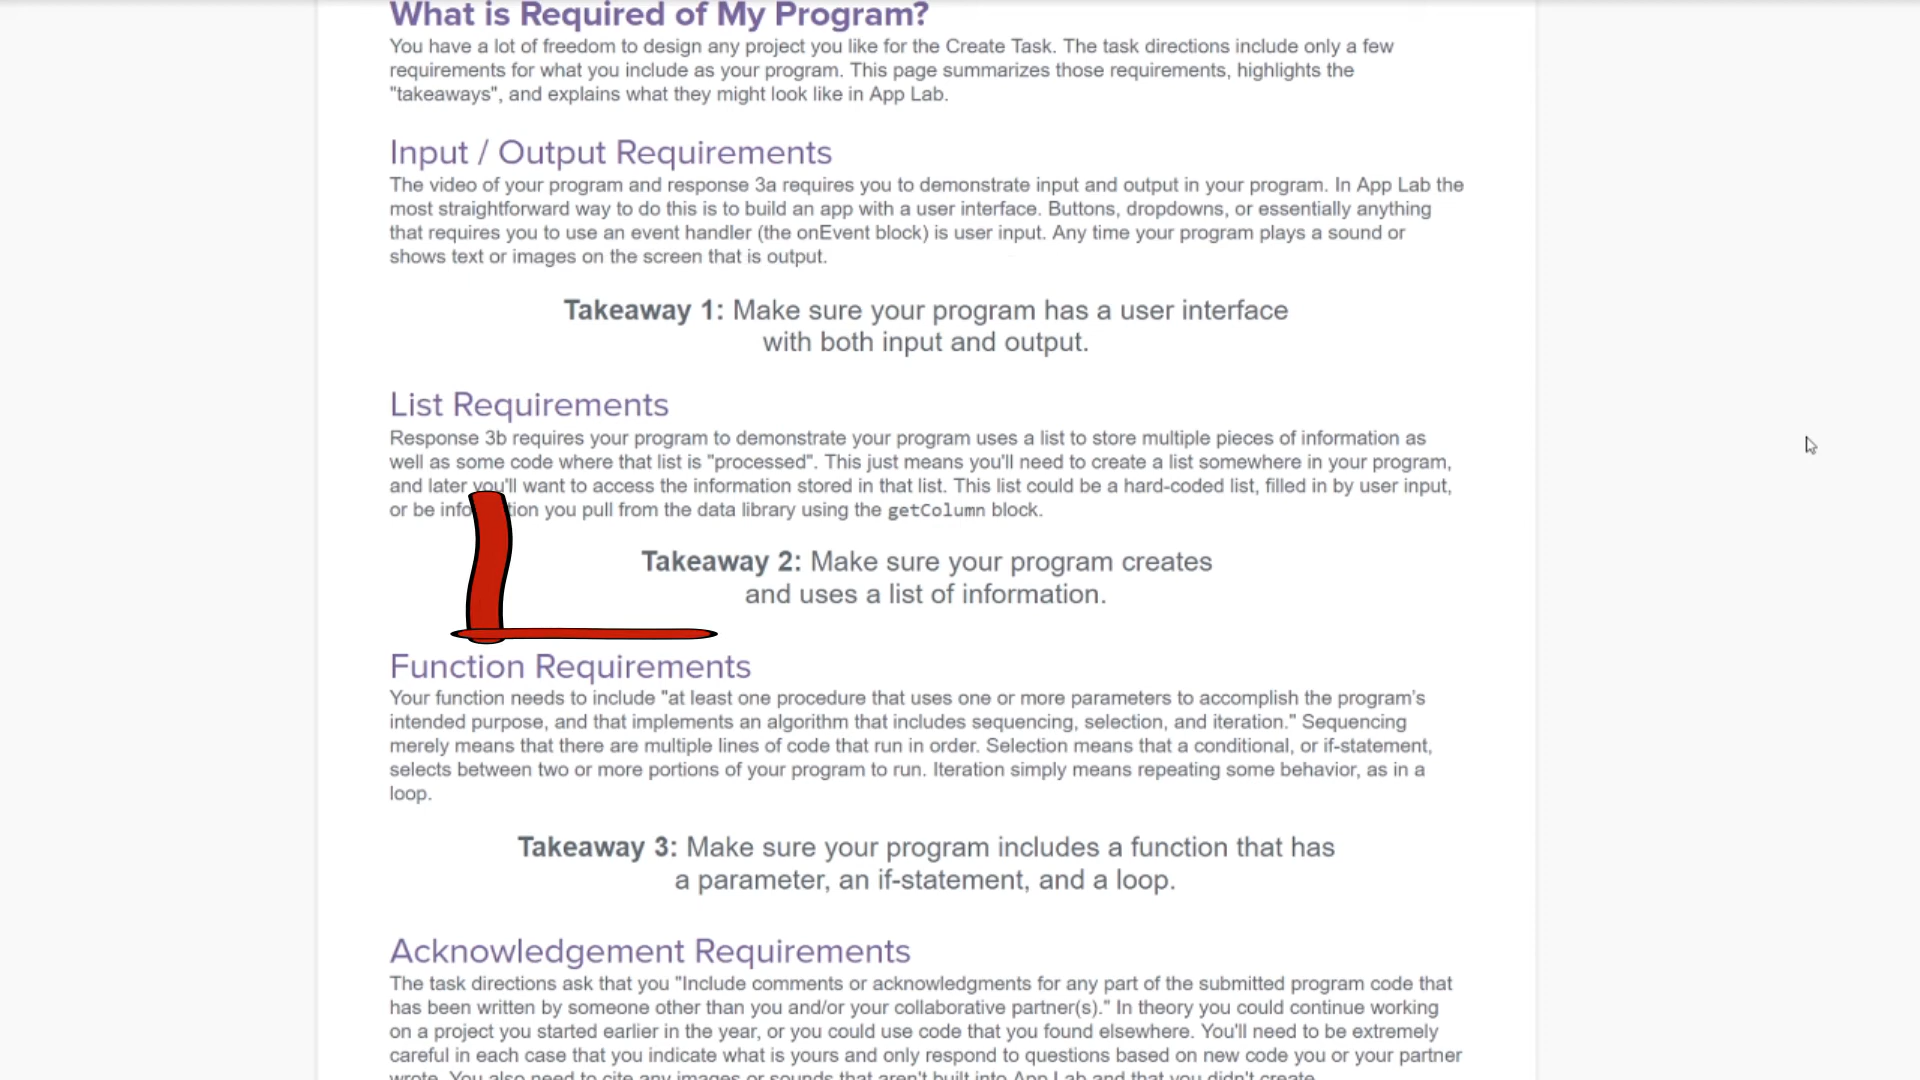 What is Required of My Program?
You have a lot of freedom to design any project you like for the Create Task. The task directions include only a few
requirements for what you include as your program. This page summarizes those requirements, highlights the
"takeaways", and explains what they might look like in App Lab.
Input / Output Requirements
The video of your program and response 3a requires you to demonstrate input and output in your program. In App Lab the
most straightforward way to do this is to build an app with a user interface. Buttons, dropdowns, or essentially anything
that requires you to use an event handler (the onEvent block) is user input. Any time your program plays a sound or
shows text or images on the screen that is output.
Takeaway 1: Make sure your program has a user interface
with both input and output.
List Requirements
Response 3b requires your program to demonstrate your program uses a list to store multiple pieces of information as
well as some code where that list is "processed". This just means you'll need to create a list somewhere in your program,
and later you'll want to access the information stored in that list. This list could be a hard-coded list, filled in by user input,
or be you pull from the data library using the getColumn block.
Takeaway 2: Make sure your program creates
and uses a list of information.
Function Requirements
Your function needs to include "at least one procedure that uses one or more parameters to accomplish the program's
intended purpose, and that implements an algorithm that includes sequencing, selection, and iteration." Sequencing
merely means that there are multiple lines of code that run in order. Selection means that a conditional, or if-statement,
selects between two or more portions of your program to run. Iteration simply means repeating some behavior, as in a
loop.
Takeaway 3: Make sure your program includes a function that has
a parameter, an if-statement, and a loop.
Acknowledgement Requirements
The task directions ask that you "Include comments or acknowledgments for any part of the submitted program code that
has been written by someone other than you and/or your collaborative partner(s)." In theory you could continue working
on a project you started earlier in the year, or you could use code that you found elsewhere. You'll need to be extremely
careful in each case that you indicate what is yours and only respond to questions based on new code you or your partner
wrote. You also need to cite any images or sounds that aren't built into App Lab and that you didn't create.